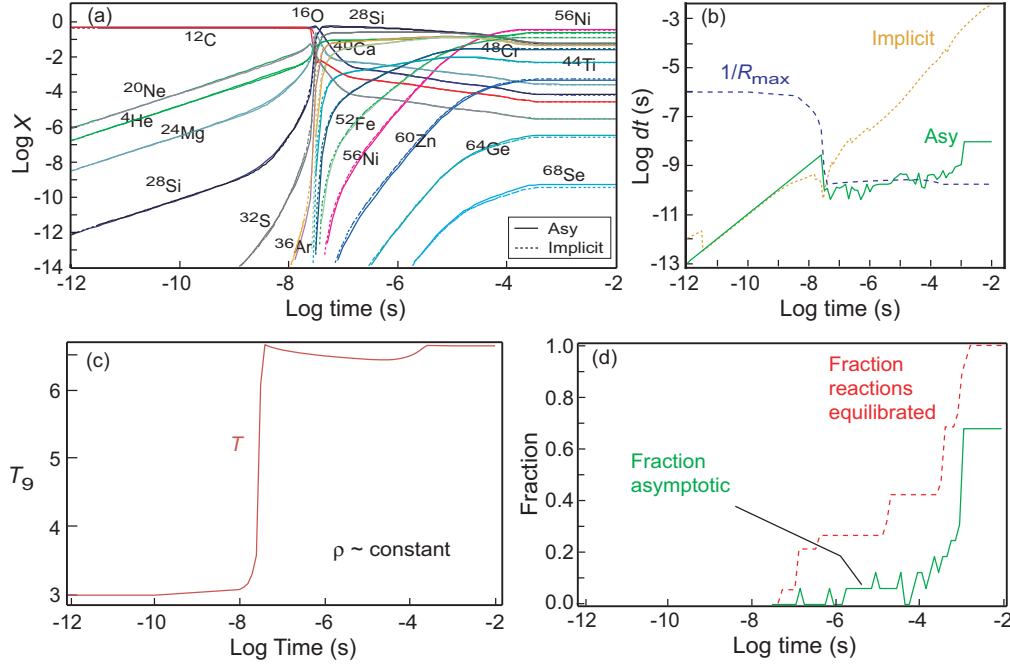 (a)
16O
28Si
56Ni
12C
40Ca
48Cr
44Ti
20Ne
4He
24Mg
52Fe
60Zn
56Ni
64Ge
28Si
68Se
32S
36Ar
Asy
Implicit
Log X
0
-2
-4
-6
-8
-10
-12
-14
-12
-10
-8
-6
-4
-2
Log time (s)
(b)
Implicit
1/Rmax
Asy
Log dt (s)
-3
-5
-7
-9
-11
-13
-12
-10
-8
-6
-4
-2
Log time (s)
(c)
T
ρ ~ constant
T9
6
5
4
3
-12
-10
-8
-6
-4
-2
Log Time (s)
(d)
Fraction
reactions
equilibrated
Fraction
asymptotic
Fraction
1.0
0.8
0.6
0.4
0.2
0.0
-12
-10
-8
-6
-4
-2
Log time (s)